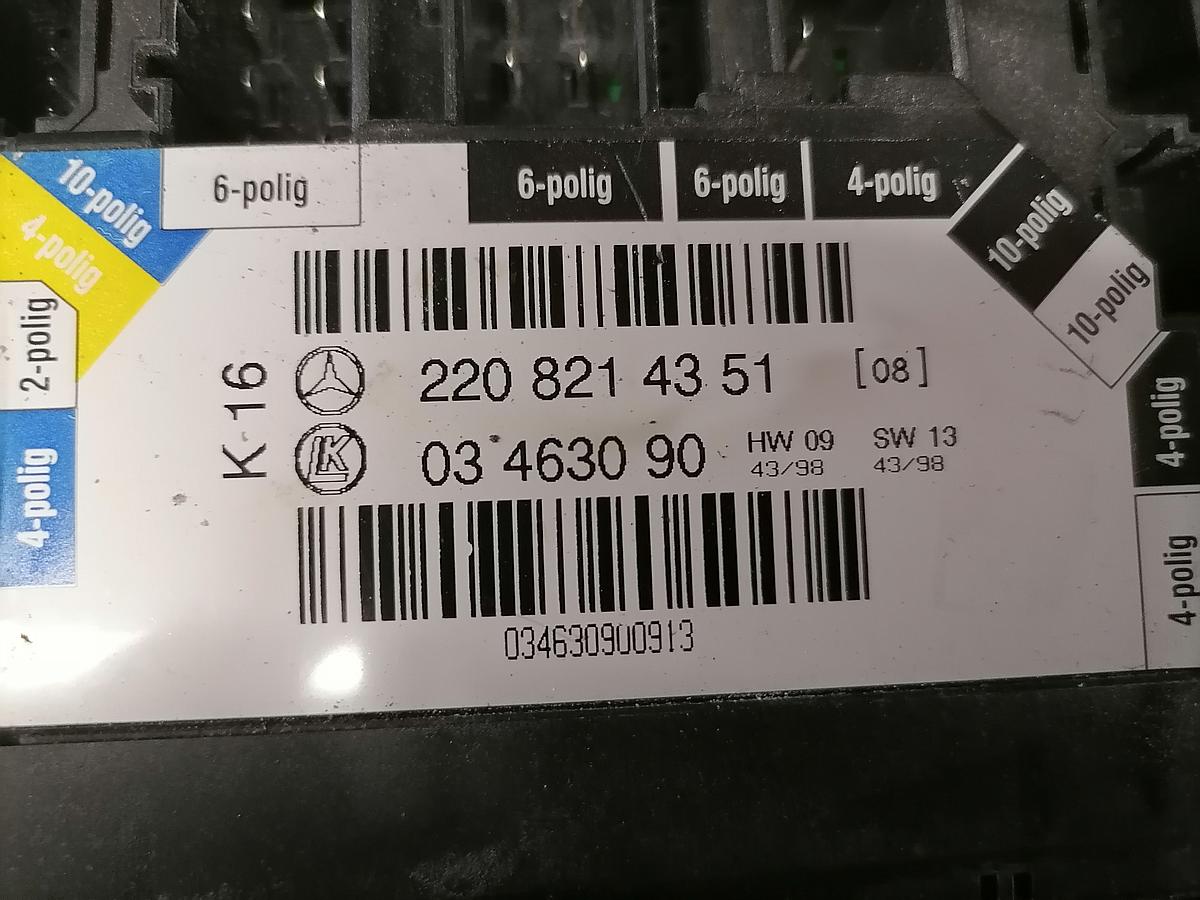 10-polig
6-polig
6-polig
6-polig
4-polig
10-polig
10-polig
4-polig
2-polig
4-polig
4-polig
4-polig
K-16
220 821 43 51 [08]
LK 03 4630 90 HW 09 SW 13
43/98 43/98
034630900913